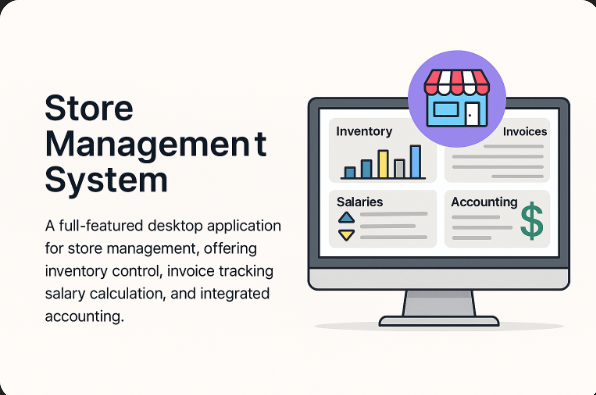 Store
Management
System
A full-featured desktop application
for store management, offering
inventory control, invoice tracking
salary calculation, and integrated
accounting.
Inventory
Invoices
Salaries
Accounting
$